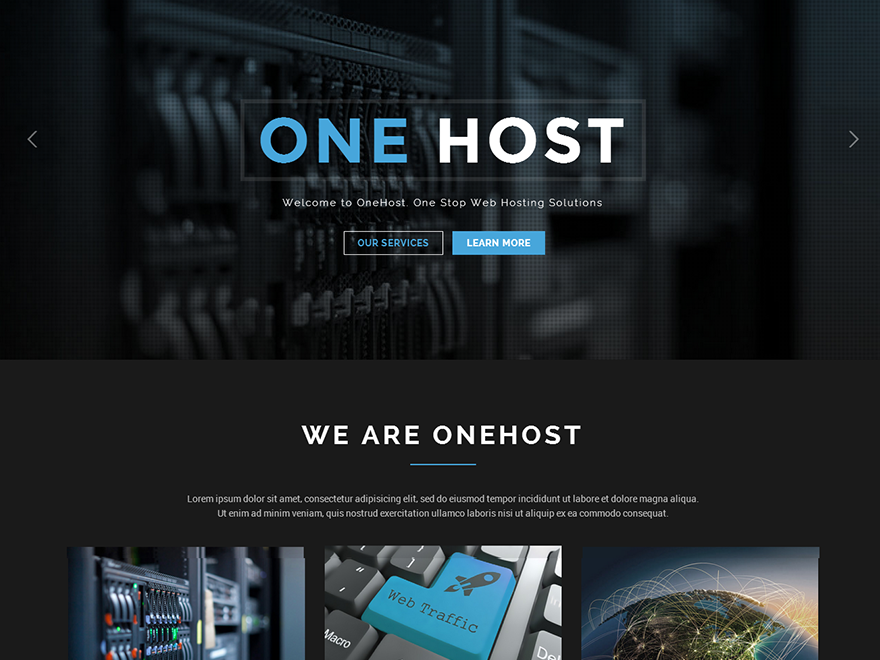 ONE HOST
Welcome to OneHost. One Stop Web Hosting Solutions
OUR SERVICES
LEARN MORE
WE ARE ONEHOST
Lorem ipsum dolor sit amet, consectetur adipisicing elit, sed do eiusmod tempor incididunt ut labore et dolore magna aliqua.
Ut enim ad minim veniam, quis nostrud exercitation ullamco laboris nisi ut aliquip ex ea commodo consequat.
Web Traffic
Macro